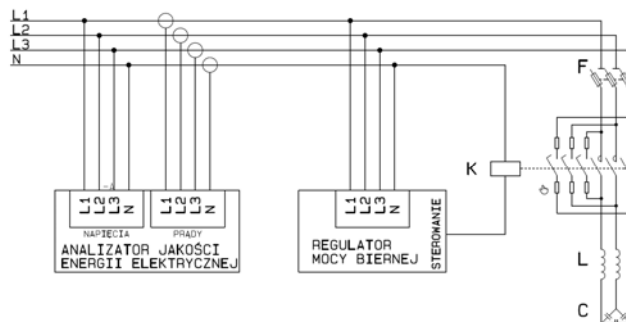 L1
L2
L3
N
F
K
L1 L2 L3 N
L1 L2 L3 N
L1 L2 L3 N
NAPIĘCIA
PRĄDY
ANALIZATOR JAKOŚCI
ENERGII ELEKTRYCZNEJ
REGULATOR
MOCY BIERNEJ
STEROWANIE
L
C